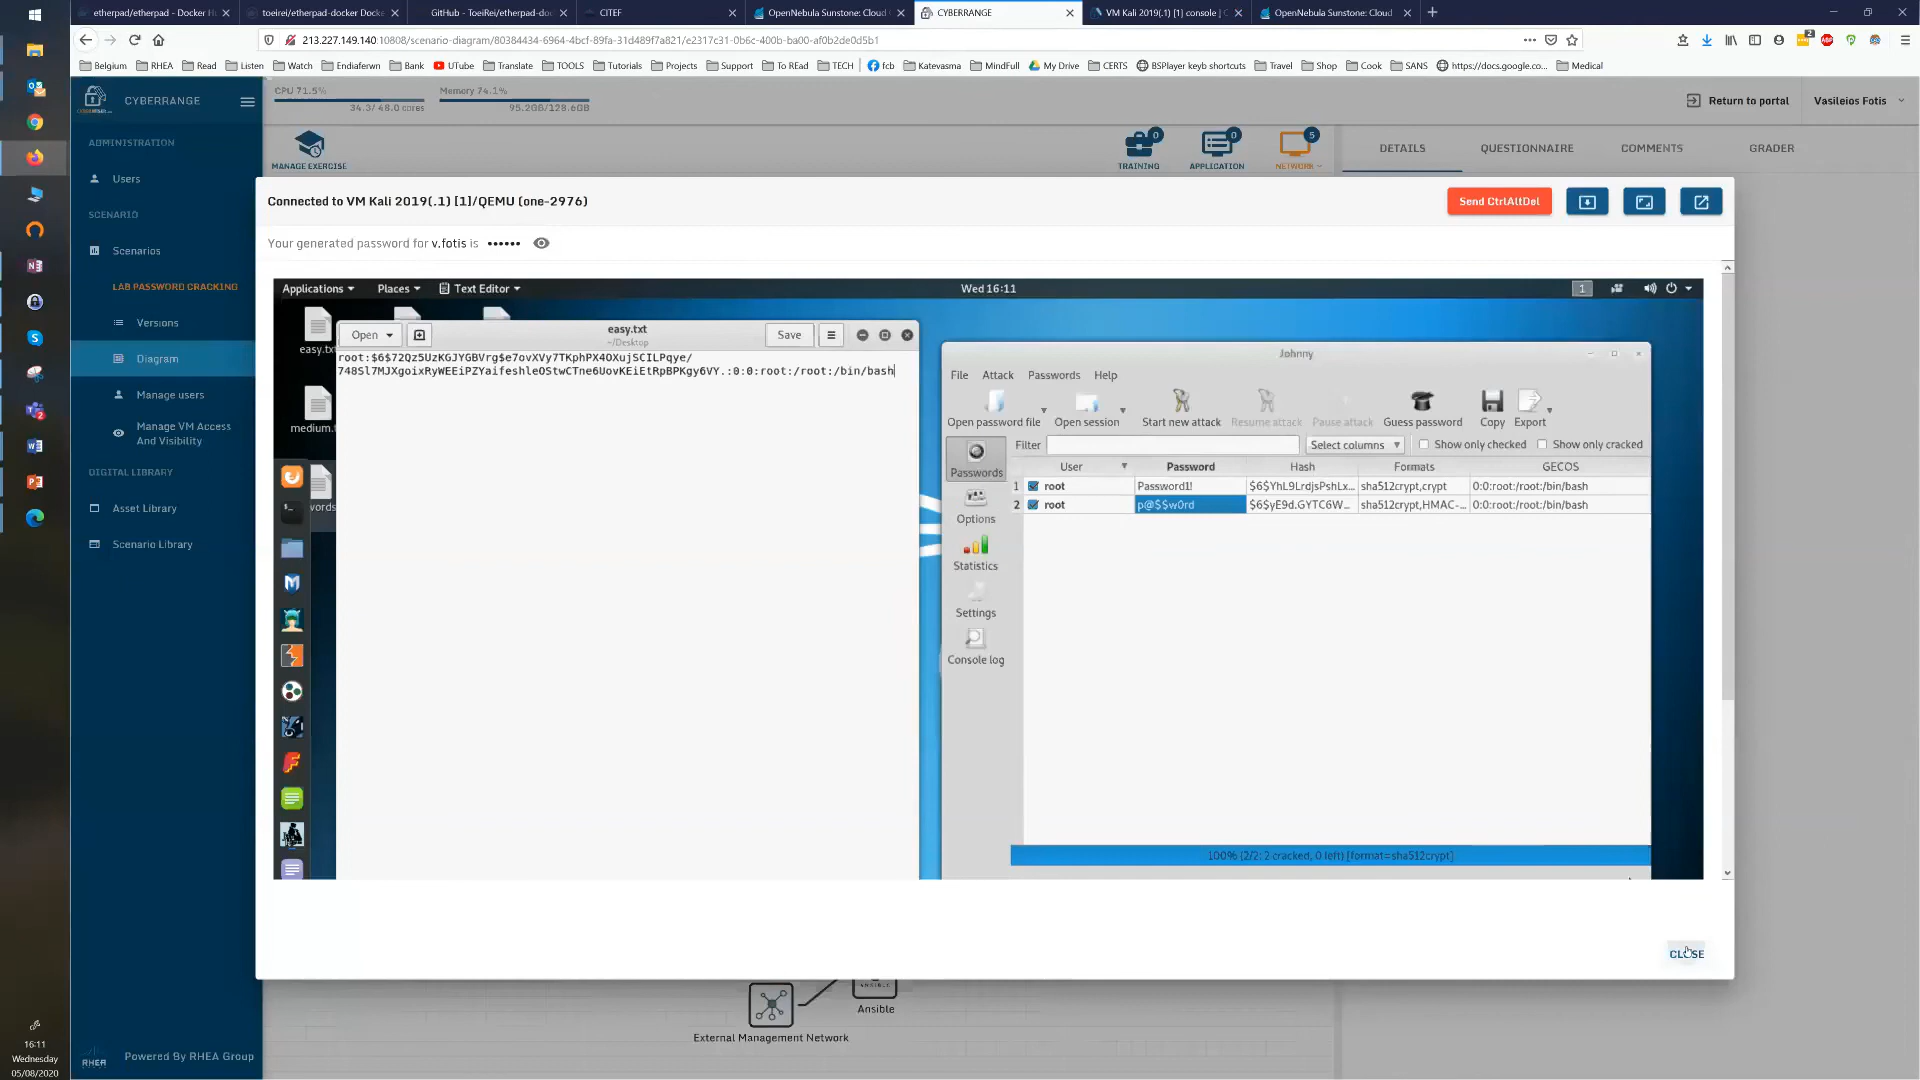 etherpad/etherpad - Docker H
toeirei/etherpad-docker Docke
GitHub - ToeiRei/etherpad-doc
CITEF
OpenNebula Sunstone: Cloud
CYBERRANGE
VM Kali 2019(.1) [1] console | C
OpenNebula Sunstone: Cloud
213.227.149.140:10808/scenario-diagram/80384434-6964-4bcf-89fa-31d489f7a821/e2317c31-0b6c-400b-ba00-af0b2de0d5b1
Belgium RHEA Read Listen Watch Endiaferwn Bank UTube Translate TOOLS Tutorials Projects Support To REad TECH fcb Katevasma MindFull My Drive CERTS BSPlayer keyb shortcuts Travel Shop Cook SANS https://docs.google.co... Medical
CYBERRANGE
CPU 71.5%
34.3/ 48.0 cores
Memory 74.1%
95.2GB/128.6GB
Return to portal
Vasileios Fotis
ADMINISTRATION
Users
SCENARIO
Scenarios
LAB PASSWORD CRACKING
Versions
Diagram
Manage users
Manage VM Access
And Visibility
DIGITAL LIBRARY
Asset Library
Scenario Library
MANAGE EXERCISE
0
TRAINING
0
APPLICATION
5
NETWORK
DETAILS
QUESTIONNAIRE
COMMENTS
GRADER
Connected to VM Kali 2019(.1) [1]/QEMU (one-2976)
Send CtrlAltDel
Your generated password for v.fotis is ••••••
Applications Places Text Editor
Wed 16:11
1
easy.tx
medium.t
words
Open
easy.txt
~/Desktop
Save
root:$6$72Qz5UzKGJYGBVrg$e7ovXVy7TKphPX4OXujSCILPqye/
748Sl7MJXgoixRyWEEiPZYaifeshleOStwCTne6UovKEiEtRpBPKgy6VY.:0:0:root:/root:/bin/bash
Johnny
File Attack Passwords Help
Open password file
Open session
Start new attack
Resume attack
Pause attack
Guess password
Copy
Export
Passwords
Options
Statistics
Settings
Console log
Filter
Select columns
Show only checked
Show only cracked
User Password Hash Formats GECOS
1 root Password1! $6$YhL9LrdjsPshLx... sha512crypt,crypt 0:0:root:/root:/bin/bash
2 root p@$$w0rd $6$yE9d.GYTC6W... sha512crypt,HMAC-... 0:0:root:/root:/bin/bash
100% (2/2: 2 cracked, 0 left) [format=sha512crypt]
CLOSE
ANSIBLE
Ansible
External Management Network
RHEA
Powered By RHEA Group
16:11
Wednesday
05/08/2020